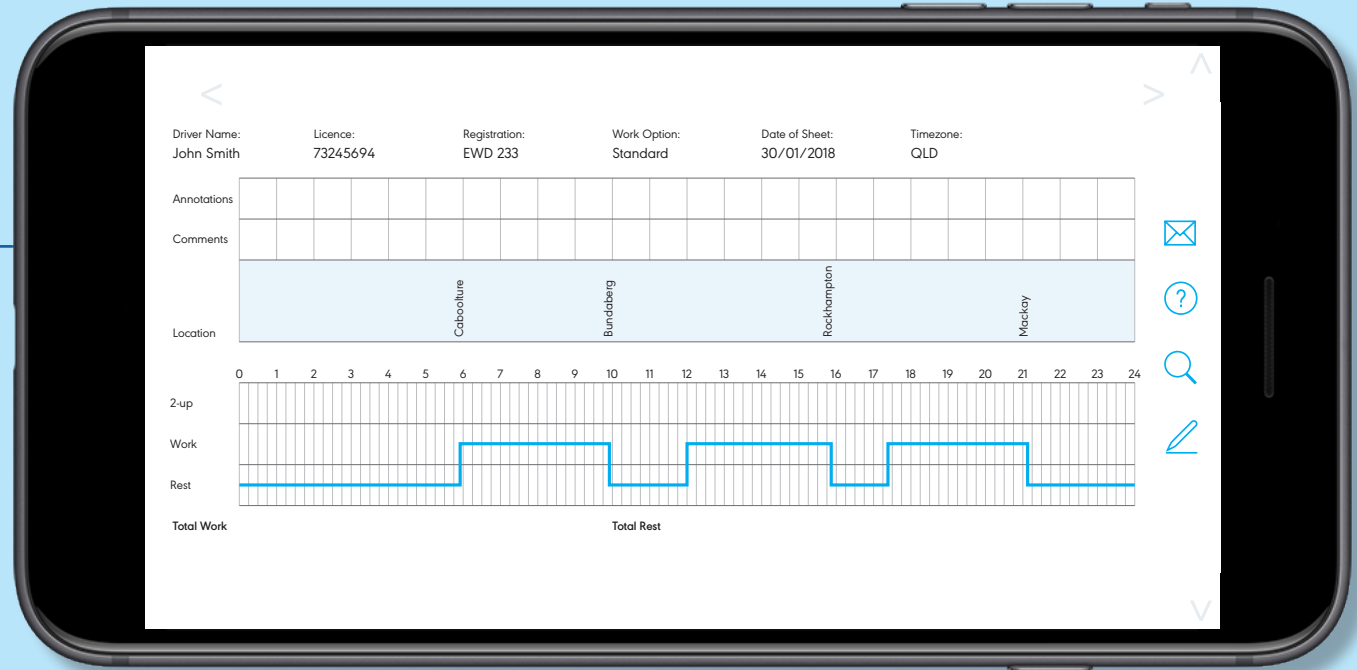 Driver Name: Licence: Registration: Work Option: Date of Sheet: Timezone:
John Smith 73245694 EWD 233 Standard 30/01/2018 QLD
Annotations
Comments
Location Caboolture Bundaberg Rockhampton Mackay
0 1 2 3 4 5 6 7 8 9 10 11 12 13 14 15 16 17 18 19 20 21 22 23 24
2-up
Work
Rest
Total Work Total Rest